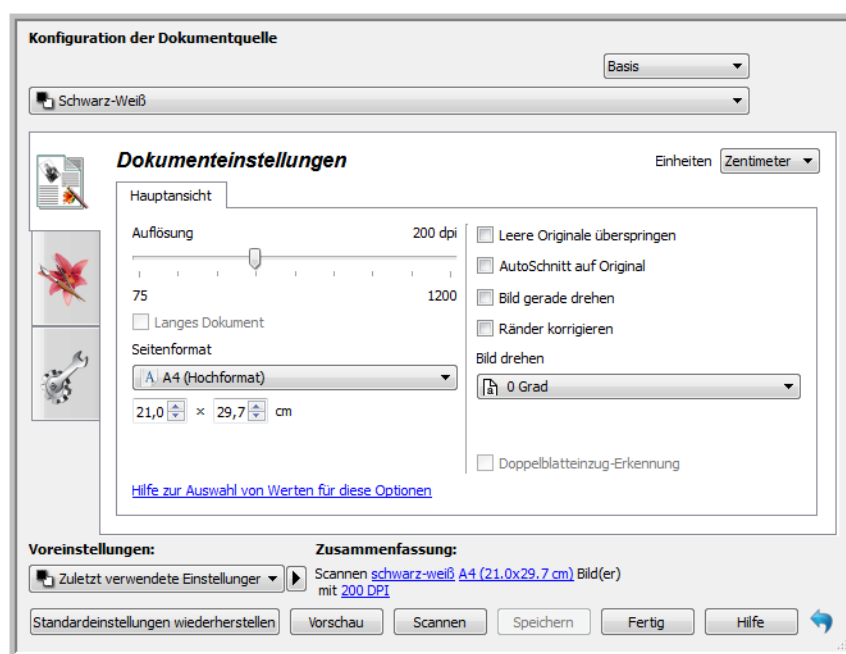 Konfiguration der Dokumentquelle
Basis
Schwarz-Weiß
Dokumenteinstellungen
Einheiten Zentimeter
Hauptansicht
Auflösung 200 dpi
75 1200
Langes Dokument
Seitenformat
A A4 (Hochformat)
21,0 × 29,7 cm
Leere Originale überspringen
AutoSchnitt auf Original
Bild gerade drehen
Ränder korrigieren
Bild drehen
a 0 Grad
Doppelblatteinzug-Erkennung
Hilfe zur Auswahl von Werten für diese Optionen
Voreinstellungen:
Zuletzt verwendete Einstellunger
Zusammenfassung:
Scannen schwarz-weiß A4 (21.0x29.7 cm) Bild(er)
mit 200 DPI
Standardeinstellungen wiederherstellen Vorschau Scannen Speichern Fertig Hilfe